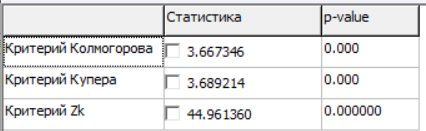 Статистика p-value
Критерий Колмогорова 3.667346 0.000
Критерий Купера 3.689214 0.000
Критерий Zk 44.961360 0.000000